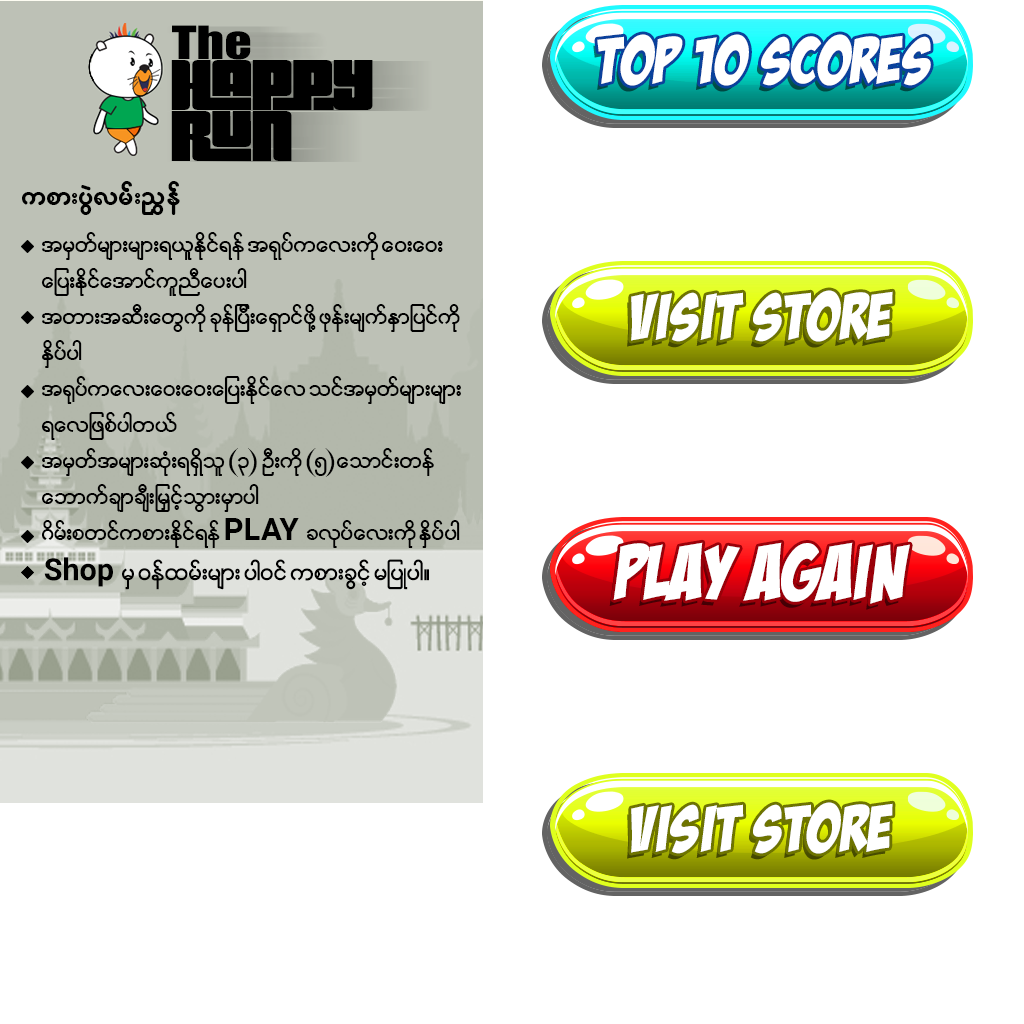 The
HAPPY
RUN
ကစားပွဲလမ်းညွှန်
◆ အမှတ်များများရယူနိုင်ရန် အရုပ်ကလေးကို ဝေးဝေး
ပြေးနိုင်အောင်ကူညီပေးပါ
◆ အတားအဆီးတွေကို ခုန်ပြီးရှောင်ဖို့ ဖုန်းမျက်နှာပြင်ကို
နှိပ်ပါ
◆ အရုပ်ကလေးဝေးဝေးပြေးနိုင်လေ သင်အမှတ်များများ
ရလေဖြစ်ပါတယ်
◆ အမှတ်အများဆုံးရရှိသူ (၃) ဦးကို (၅)သောင်းတန်
ဘောက်ချာချီးမြှင့်သွားမှာပါ
◆ ဂိမ်းစတင်ကစားနိုင်ရန် PLAY ခလုပ်လေးကို နှိပ်ပါ
◆ Shop မှ ဝန်ထမ်းများ ပါဝင် ကစားခွင့် မပြုပါ။
TOP 10 SCORES
VISIT STORE
PLAY AGAIN
VISIT STORE